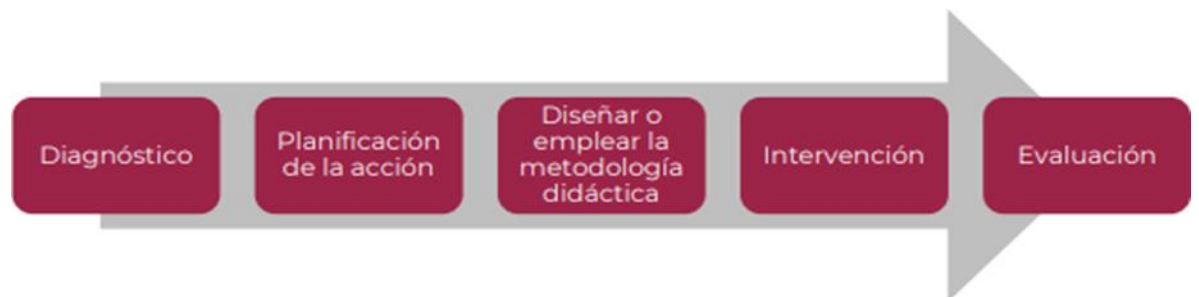 Diagnóstico
Planificación
de la acción
Diseñar o
emplear la
metodología
didáctica
Intervención
Evaluación